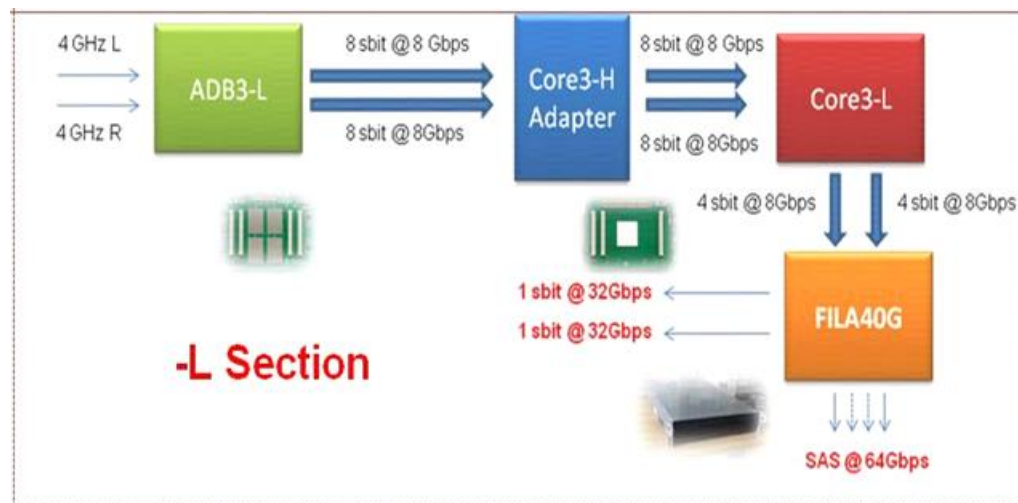 4 GHz L
4 GHz R
ADB3-L
8 sbit @ 8 Gbps
8 sbit @ 8Gbps
Core3-H
Adapter
8 sbit @ 8 Gbps
8 sbit @ 8Gbps
Core3-L
4 sbit @ 8Gbps
4 sbit @ 8Gbps
1 sbit @ 32Gbps
1 sbit @ 32Gbps
FILA40G
-L Section
SAS @ 64Gbps